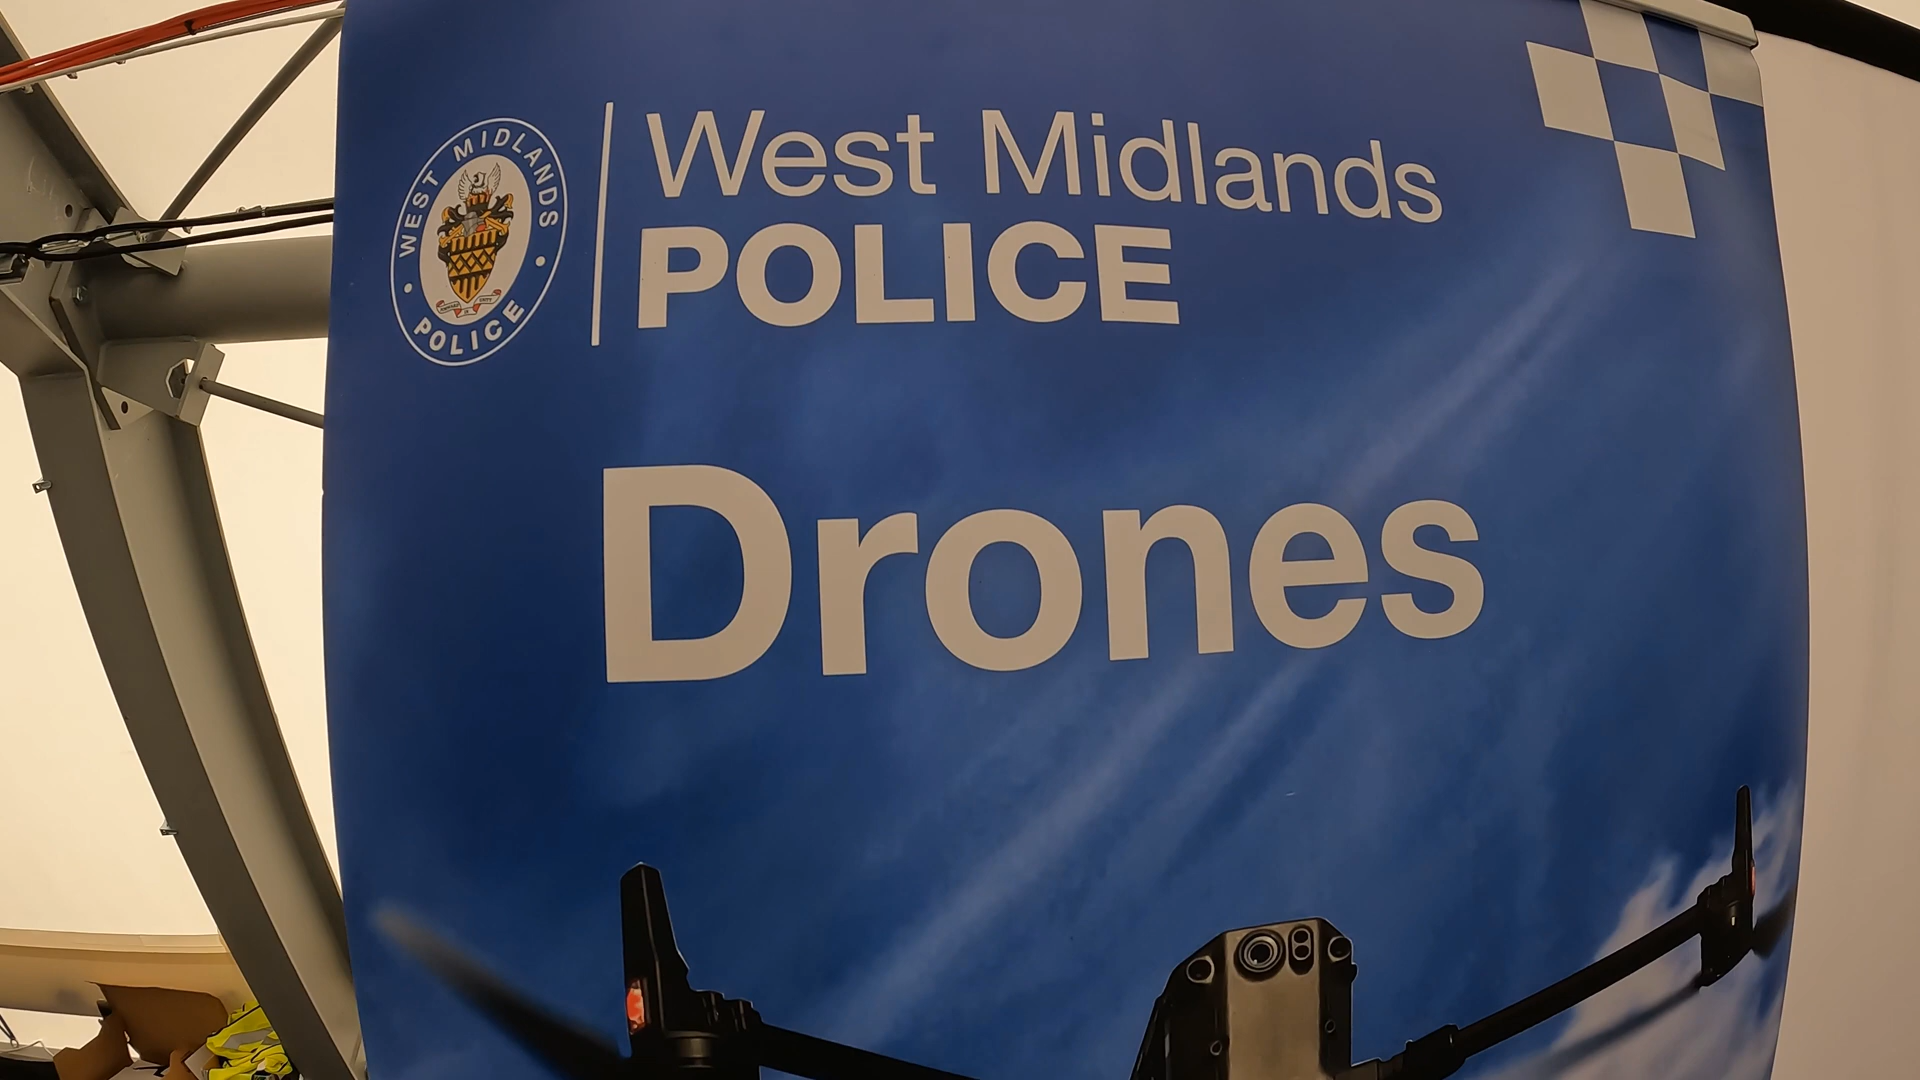 WEST MIDLANDS
POLICE
West Midlands
POLICE
Drones